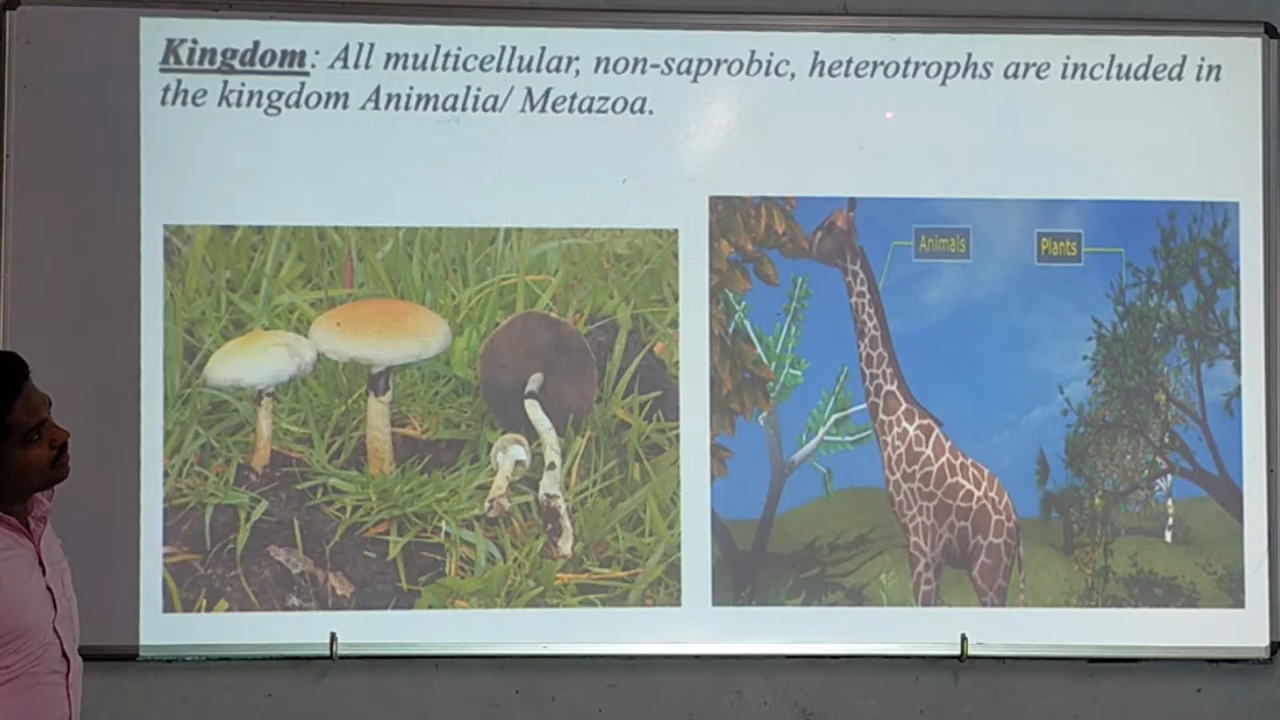 Kingdom: All multicellular, non-saprobic, heterotrophs are included in
the kingdom Animalia/ Metazoa.
Animals
Plants